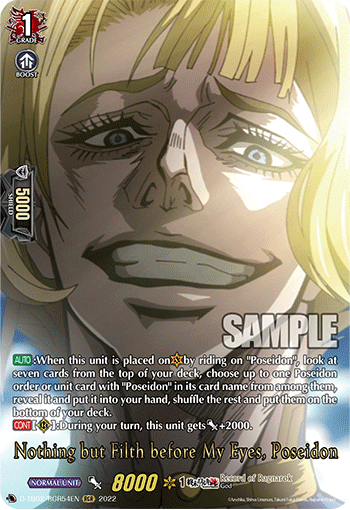 1
GRADE
BOOST
5000
SHIELD
SAMPLE
AUTO:When this unit is placed on by riding on "Poseidon", look at
seven cards from the top of your deck, choose up to one Poseidon
order or unit card with "Poseidon" in its card name from among them,
reveal it and put it into your hand, shuffle the rest and put them on the
bottom of your deck.
CONT:During your turn, this unit gets +2000.
Nothing but Filth before My Eyes, Poseidon
NORMAL UNIT
8000
1
Record of Ragnarok
God
2022